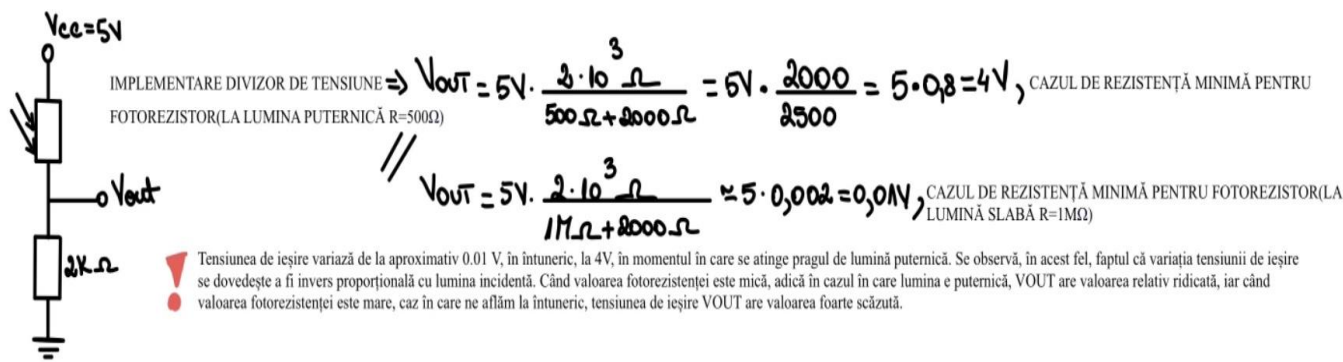 Vcc=5V
IMPLEMENTARE DIVIZOR DE TENSIUNE => VOUT = 5V. 2·10³ Ω / 500 Ω + 2000 Ω = 5V. 2000 / 2500 = 5·0,8 = 4V, CAZUL DE REZISTENȚĂ MINIMĂ PENTRU
FOTOREZISTOR(LA LUMINA PUTERNICĂ R=500Ω)
Vout
VOUT = 5V. 2·10³ Ω / 1MΩ + 2000 Ω ≈ 5·0,002 = 0,01V, CAZUL DE REZISTENȚĂ MINIMĂ PENTRU FOTOREZISTOR(LA
LUMINĂ SLABĂ R=1MΩ)
2KΩ
! Tensiunea de ieșire variază de la aproximativ 0.01 V, în întuneric, la 4V, în momentul în care se atinge pragul de lumină puternică. Se observă, în acest fel, faptul că variația tensiunii de ieșire
se dovedește a fi invers proporțională cu lumina incidentă. Când valoarea fotorezistenței este mică, adică în cazul în care lumina e puternică, VOUT are valoarea relativ ridicată, iar când
valoarea fotorezistenței este mare, caz în care ne aflăm la întuneric, tensiunea de ieșire VOUT are valoarea foarte scăzută.